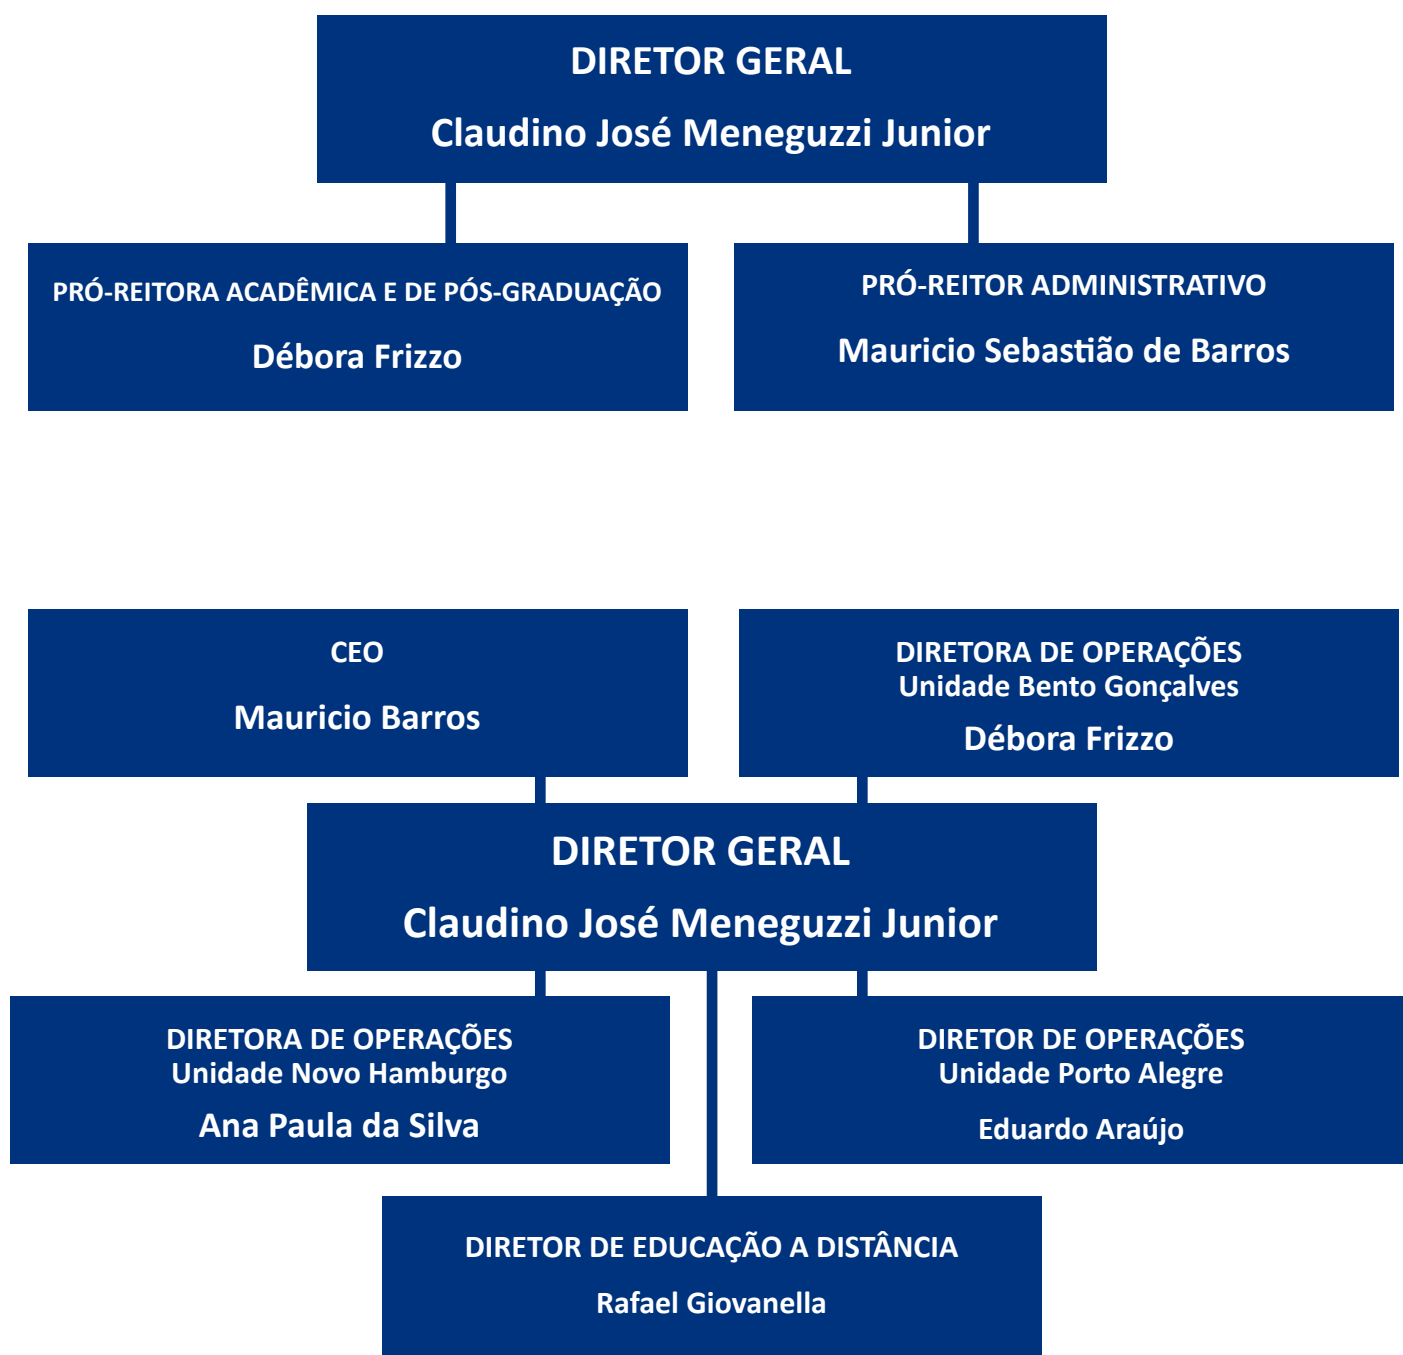 DIRETOR GERAL
Claudino José Meneguzzi Junior
PRÓ-REITORA ACADÊMICA E DE PÓS-GRADUAÇÃO
Débora Frizzo
PRÓ-REITOR ADMINISTRATIVO
Mauricio Sebastião de Barros
CEO
Mauricio Barros
DIRETORA DE OPERAÇÕES
Unidade Bento Gonçalves
Débora Frizzo
DIRETOR GERAL
Claudino José Meneguzzi Junior
DIRETORA DE OPERAÇÕES
Unidade Novo Hamburgo
Ana Paula da Silva
DIRETOR DE OPERAÇÕES
Unidade Porto Alegre
Eduardo Araújo
DIRETOR DE EDUCAÇÃO A DISTÂNCIA
Rafael Giovanella